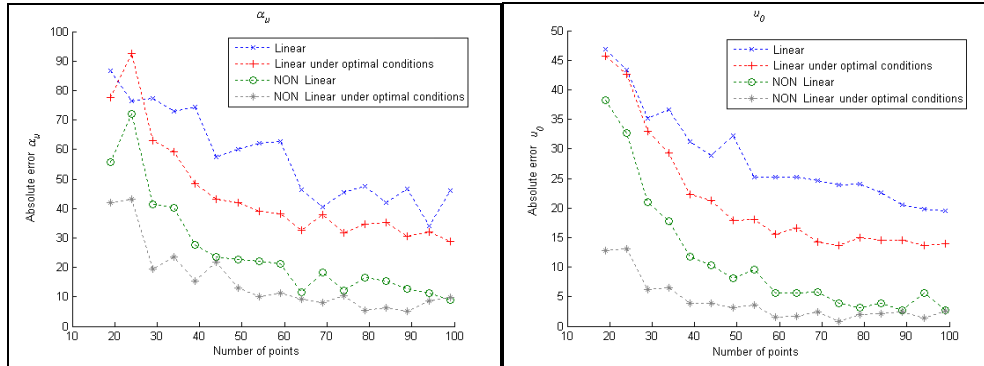 α_u
Absolute error α_u
100
90
80
70
60
50
40
30
20
10
0
10 20 30 40 50 60 70 80 90 100
Number of points
Linear
Linear under optimal conditions
NON Linear
NON Linear under optimal conditions
u_0
Absolute error u_0
50
45
40
35
30
25
20
15
10
5
0
10 20 30 40 50 60 70 80 90 100
Number of points
Linear
Linear under optimal conditions
NON Linear
NON Linear under optimal conditions